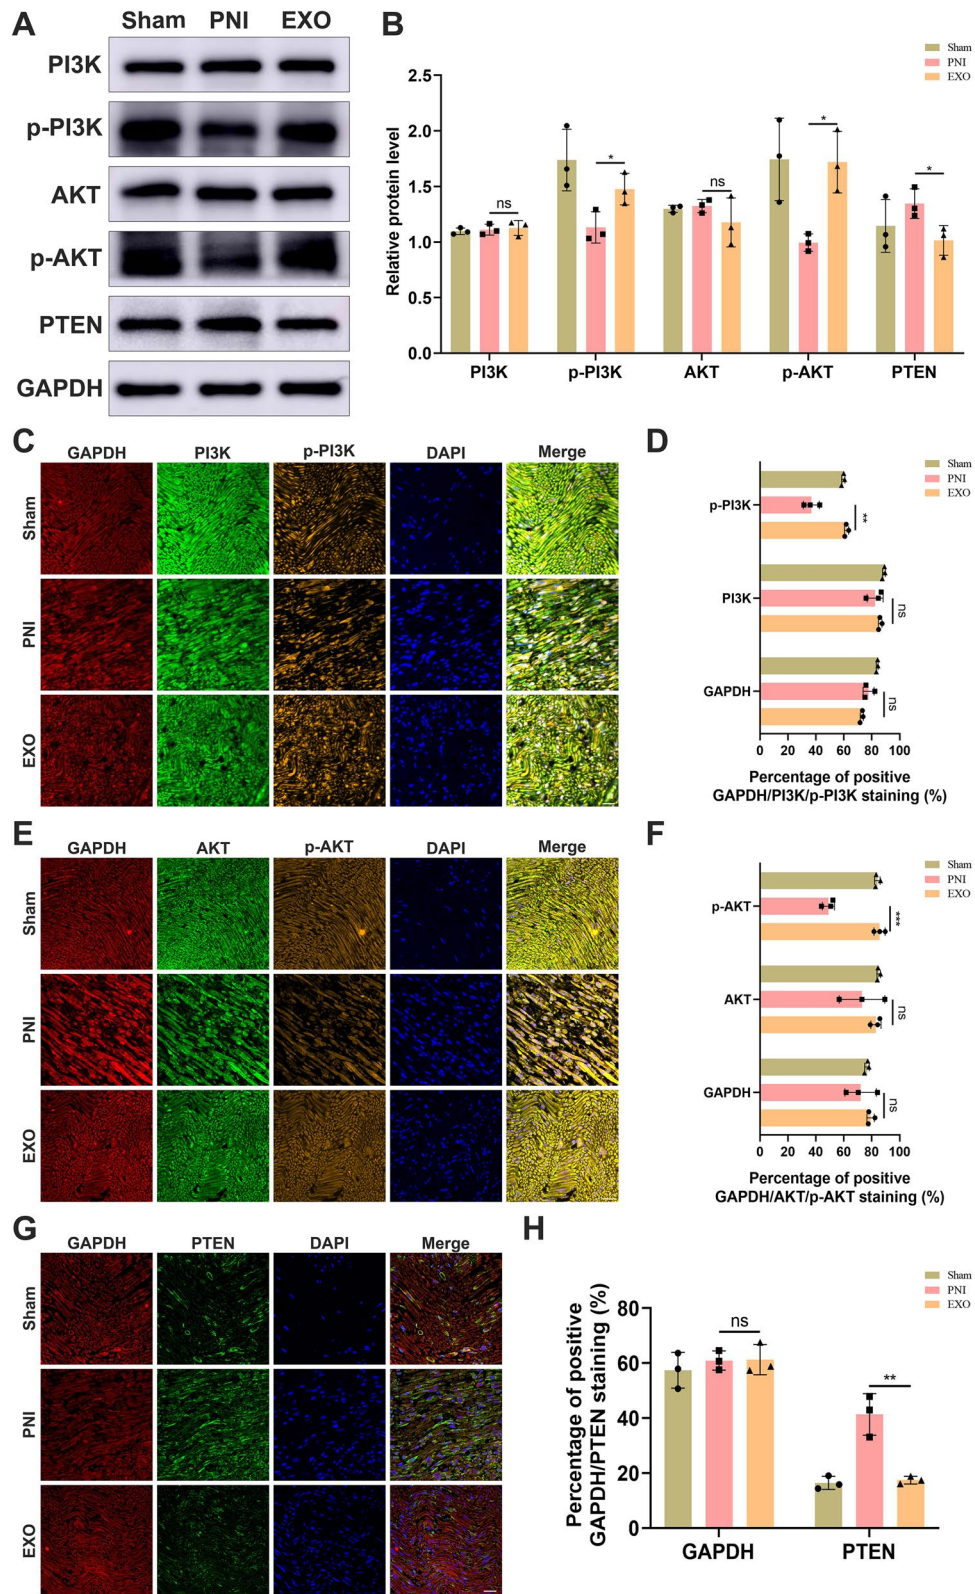 A
Sham PNI EXO
PI3K
p-PI3K
AKT
p-AKT
PTEN
GAPDH
B
Sham
PNI
EXO
Relative protein level
2.5
2.0
1.5
1.0
0.5
0.0
ns
*
ns
*
*
PI3K p-PI3K AKT p-AKT PTEN
C
GAPDH PI3K p-PI3K DAPI Merge
Sham
PNI
EXO
D
Sham
PNI
EXO
p-PI3K
**
PI3K
ns
GAPDH
ns
0 20 40 60 80 100
Percentage of positive
GAPDH/PI3K/p-PI3K staining (%)
E
GAPDH AKT p-AKT DAPI Merge
Sham
PNI
EXO
F
Sham
PNI
EXO
p-AKT
***
AKT
ns
GAPDH
ns
0 20 40 60 80 100
Percentage of positive
GAPDH/AKT/p-AKT staining (%)
G
GAPDH PTEN DAPI Merge
Sham
PNI
EXO
H
Sham
PNI
EXO
Percentage of positive
GAPDH/PTEN staining (%)
80
60
40
20
0
ns
**
GAPDH PTEN